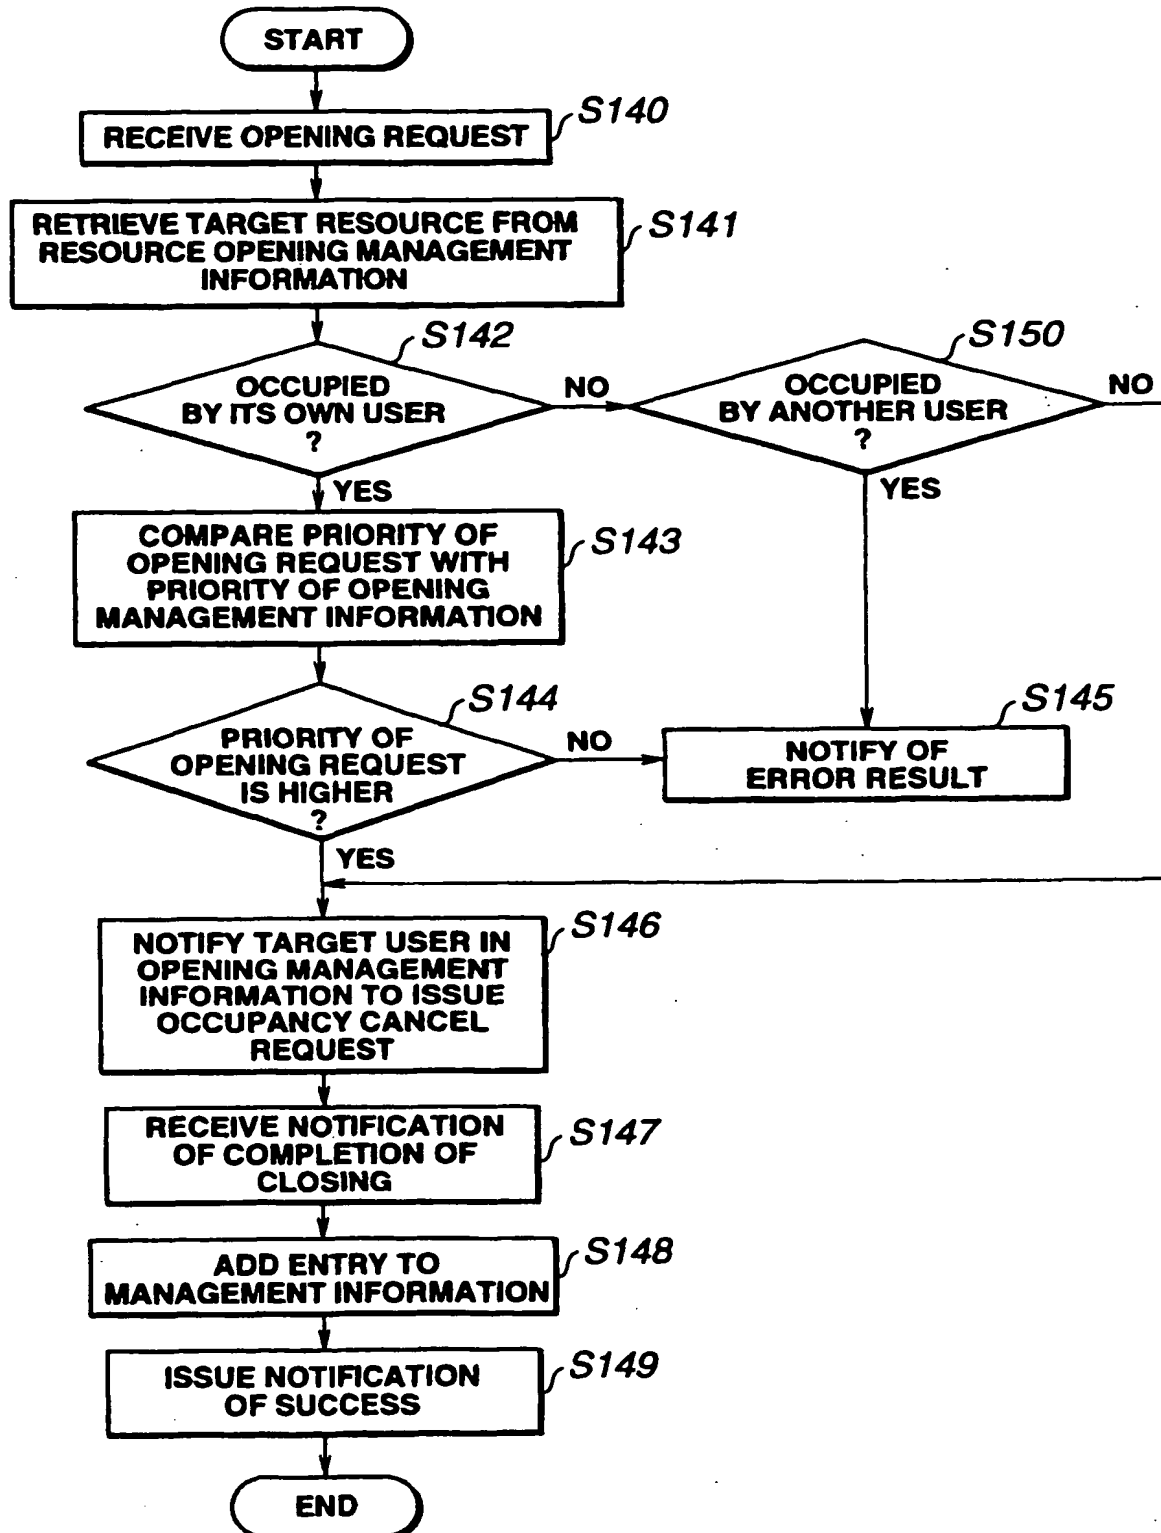 START
RECEIVE OPENING REQUEST
S140
RETRIEVE TARGET RESOURCE FROM
RESOURCE OPENING MANAGEMENT
INFORMATION
S141
OCCUPIED
BY ITS OWN USER
?
S142
NO
YES
OCCUPIED
BY ANOTHER USER
?
S150
NO
YES
COMPARE PRIORITY OF
OPENING REQUEST WITH
PRIORITY OF OPENING
MANAGEMENT INFORMATION
S143
PRIORITY OF
OPENING REQUEST
IS HIGHER
?
S144
NO
YES
NOTIFY OF
ERROR RESULT
S145
NOTIFY TARGET USER IN
OPENING MANAGEMENT
INFORMATION TO ISSUE
OCCUPANCY CANCEL
REQUEST
S146
RECEIVE NOTIFICATION
OF COMPLETION OF
CLOSING
S147
ADD ENTRY TO
MANAGEMENT INFORMATION
S148
ISSUE NOTIFICATION
OF SUCCESS
S149
END